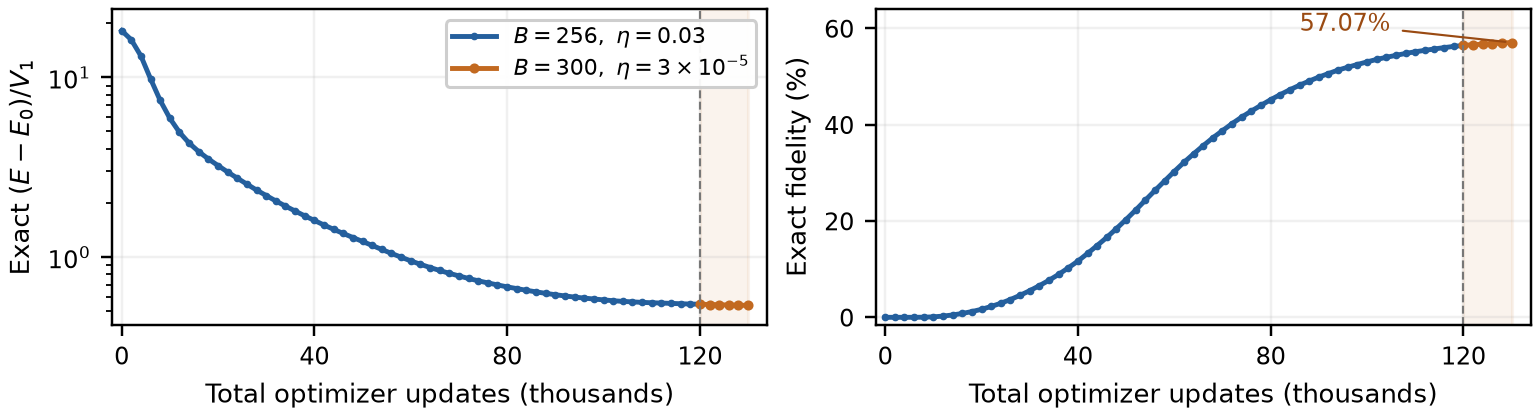 Exact (E − E₀)/V₁
10¹
10⁰
B = 256, η = 0.03
B = 300, η = 3 × 10⁻⁵
0 40 80 120
Total optimizer updates (thousands)
Exact fidelity (%)
60
40
20
0
57.07%
0 40 80 120
Total optimizer updates (thousands)